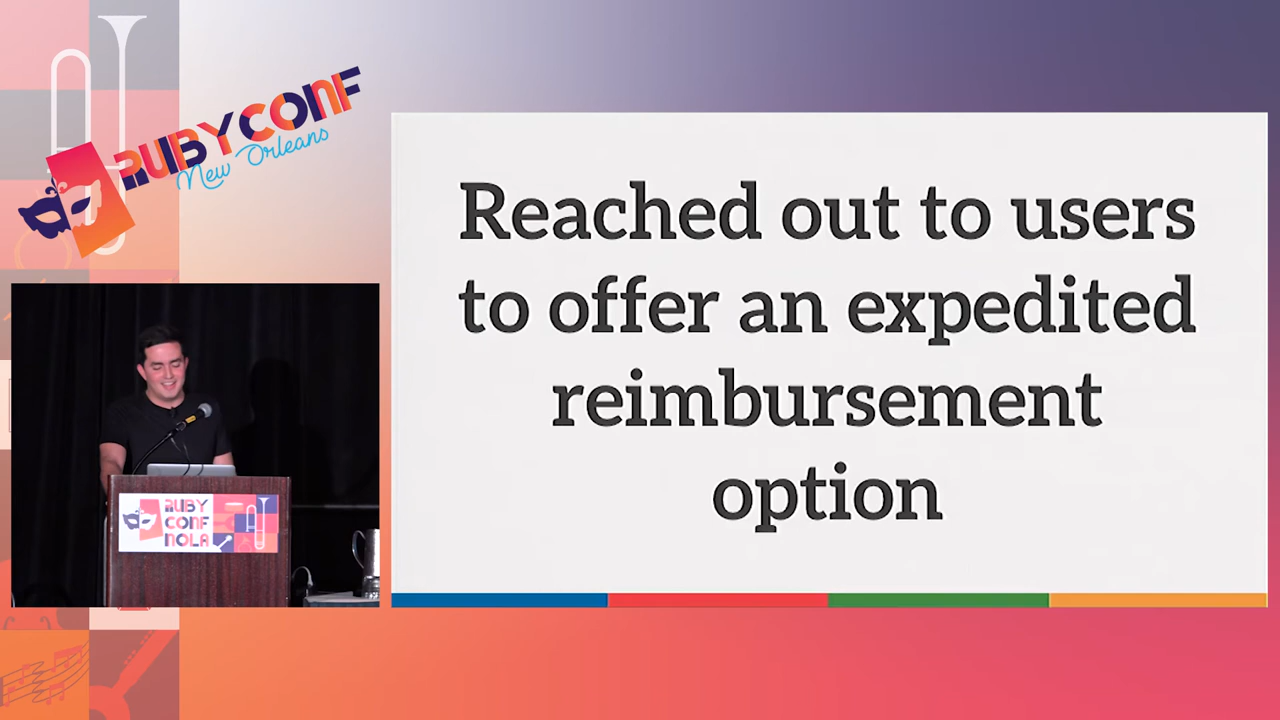 RUBYCONF
New Orleans
Reached out to users
to offer an expedited
reimbursement
option
RUBY
CONF
NOLA